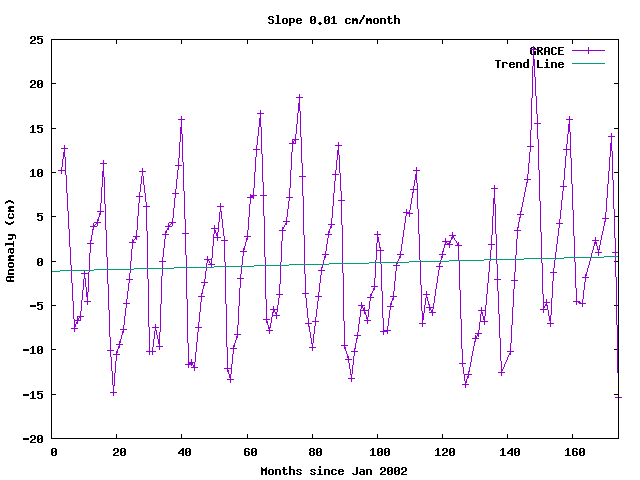 Slope 0.01 cm/month
GRACE
Trend Line
25
20
15
10
5
0
-5
-10
-15
-20
Anomaly (cm)
0 20 40 60 80 100 120 140 160
Months since Jan 2002